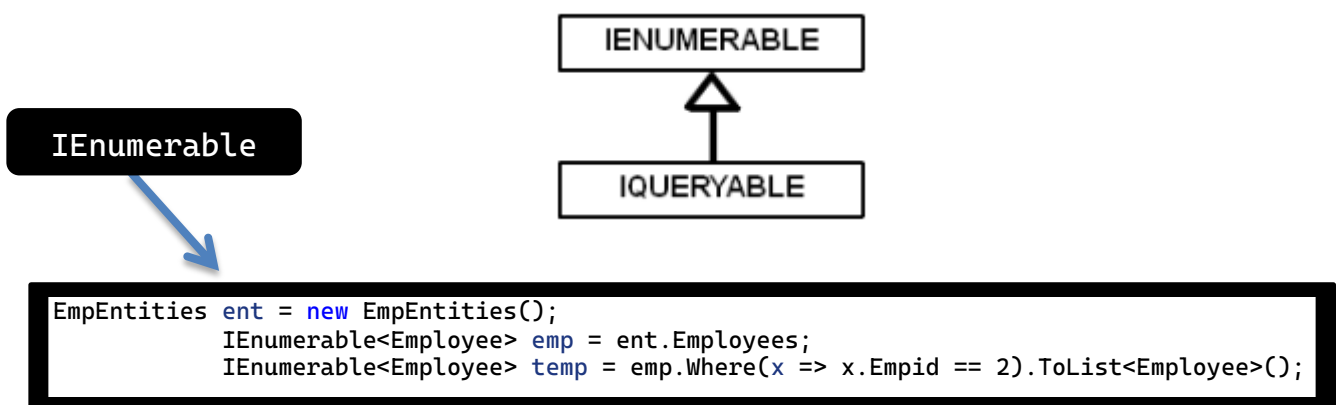 IENUMERABLE
IQUERYABLE
IEnumerable
EmpEntities ent = new EmpEntities();
IEnumerable<Employee> emp = ent.Employees;
IEnumerable<Employee> temp = emp.Where(x => x.Empid == 2).ToList<Employee>();